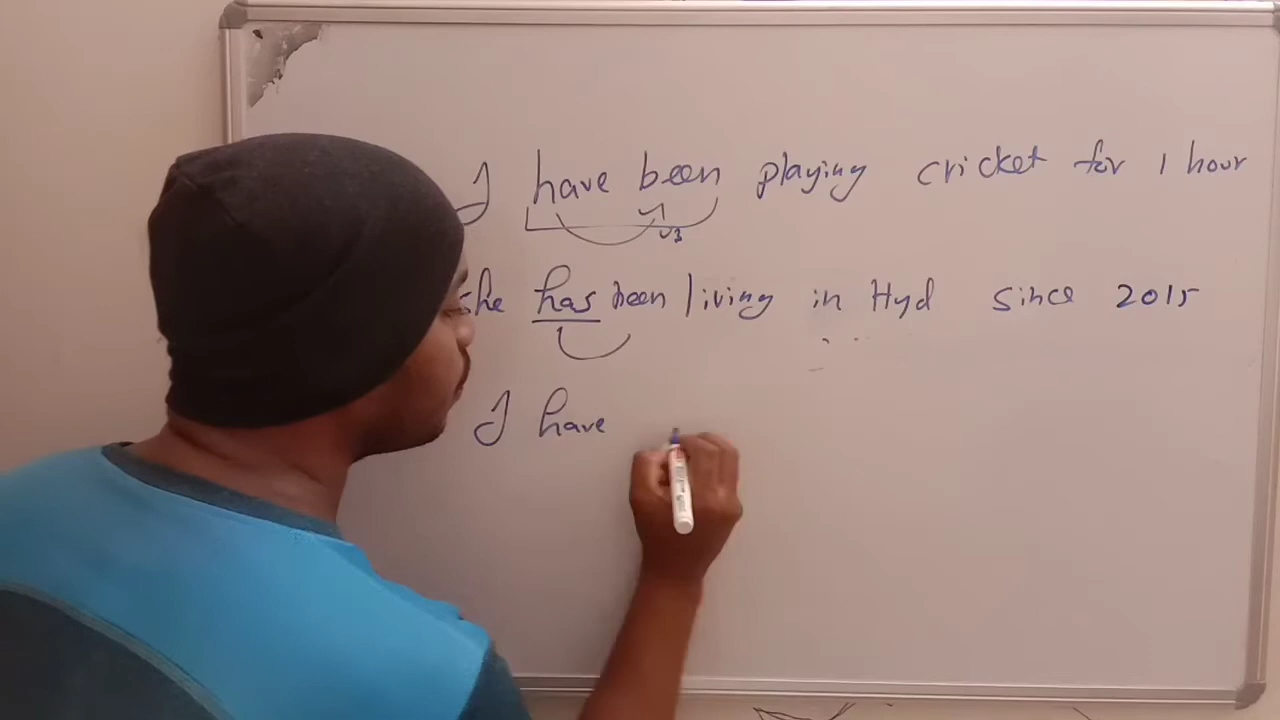 I have been playing cricket for 1 hour
V3
she has been living in Hyd since 2015
I have